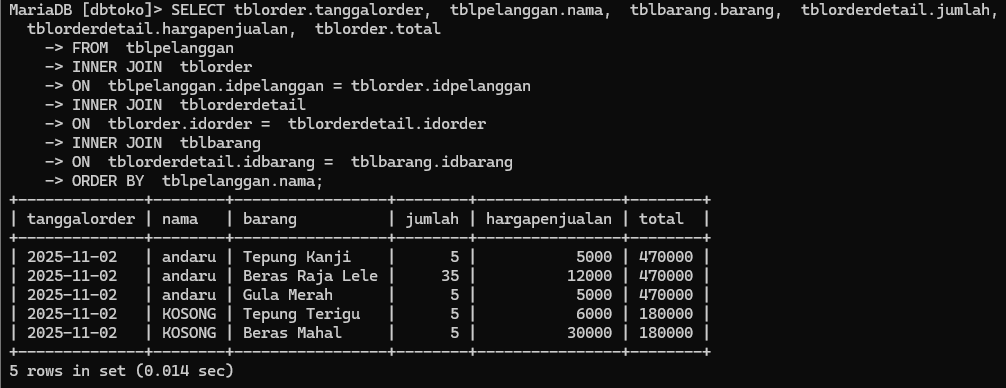 MariaDB [dbtoko]> SELECT tblorder.tanggalorder,  tblpelanggan.nama,  tblbarang.barang,  tblorderdetail.jumlah,
  tblorderdetail.hargapenjualan,  tblorder.total
    -> FROM  tblpelanggan
    -> INNER JOIN  tblorder
    -> ON  tblpelanggan.idpelanggan = tblorder.idpelanggan
    -> INNER JOIN  tblorderdetail
    -> ON  tblorder.idorder =  tblorderdetail.idorder
    -> INNER JOIN  tblbarang
    -> ON  tblorderdetail.idbarang =  tblbarang.idbarang
    -> ORDER BY  tblpelanggan.nama;
+--------------+--------+-----------------+--------+----------------+--------+
| tanggalorder | nama   | barang          | jumlah | hargapenjualan | total  |
+--------------+--------+-----------------+--------+----------------+--------+
| 2025-11-02   | andaru | Tepung Kanji    |      5 |           5000 | 470000 |
| 2025-11-02   | andaru | Beras Raja Lele |     35 |          12000 | 470000 |
| 2025-11-02   | andaru | Gula Merah      |      5 |           5000 | 470000 |
| 2025-11-02   | KOSONG | Tepung Terigu   |      5 |           6000 | 180000 |
| 2025-11-02   | KOSONG | Beras Mahal     |      5 |          30000 | 180000 |
+--------------+--------+-----------------+--------+----------------+--------+
5 rows in set (0.014 sec)